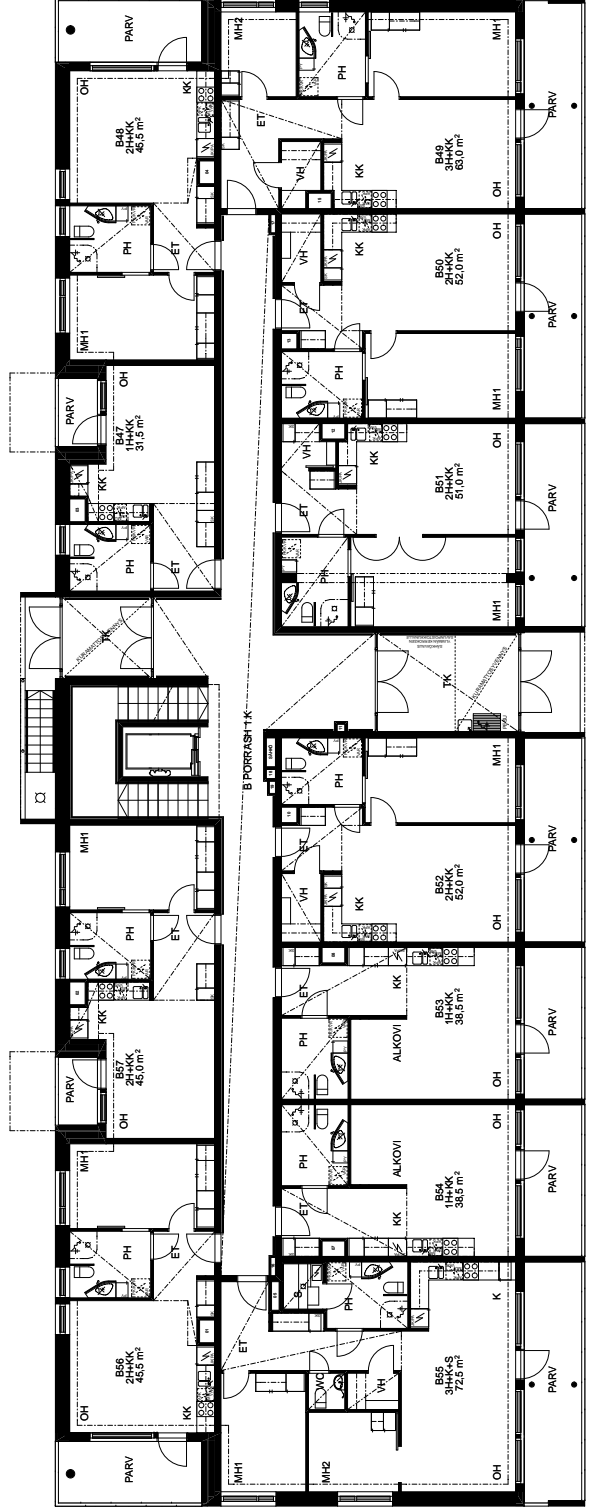 PARV
MH2
PH
MH1
PARV
OH
KK
B48
2H+KK
45,5 m²
ET
VH
KK
B49
3H+KK
63,0 m²
OH
PH
ET
MH1
VH
KK
ET
PH
B50
2H+KK
52,0 m²
OH
MH1
PARV
PARV
OH
B47
1H+KK
31,5 m²
KK
PH
ET
VH
KK
ET
PH
B51
2H+KK
51,0 m²
OH
MH1
PARV
TK
TK
B PORRASH 1.K
MH1
PH
ET
PH
ET
VH
KK
MH1
B52
2H+KK
52,0 m²
OH
PARV
KK
PARV
B57
2H+KK
45,0 m²
OH
ET
KK
PH
ALKOVI
B53
1H+KK
38,5 m²
OH
PARV
MH1
PH
ET
PH
ALKOVI
ET
KK
B54
1H+KK
38,5 m²
OH
PARV
B56
2H+KK
45,5 m²
OH
KK
PARV
S
PH
ET
K
WC
VH
B55
3H+K+S
72,5 m²
MH1
MH2
OH
PARV